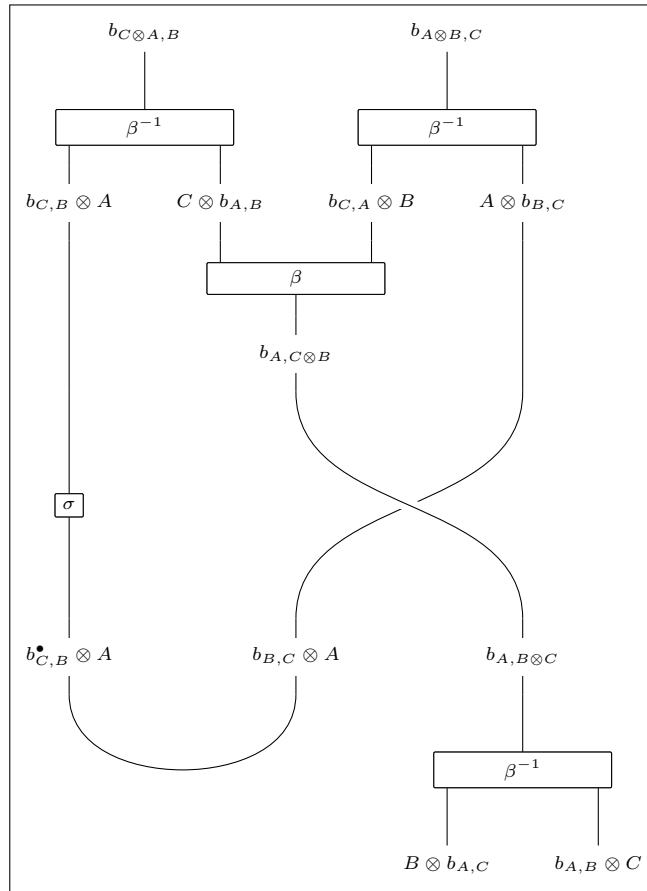 b_{C⊗A,B} b_{A⊗B,C}
β^{-1} β^{-1}
b_{C,B} ⊗ A C ⊗ b_{A,B} b_{C,A} ⊗ B A ⊗ b_{B,C}
β
b_{A,C⊗B}
σ
b^•_{C,B} ⊗ A b_{B,C} ⊗ A b_{A,B⊗C}
β^{-1}
B ⊗ b_{A,C} b_{A,B} ⊗ C